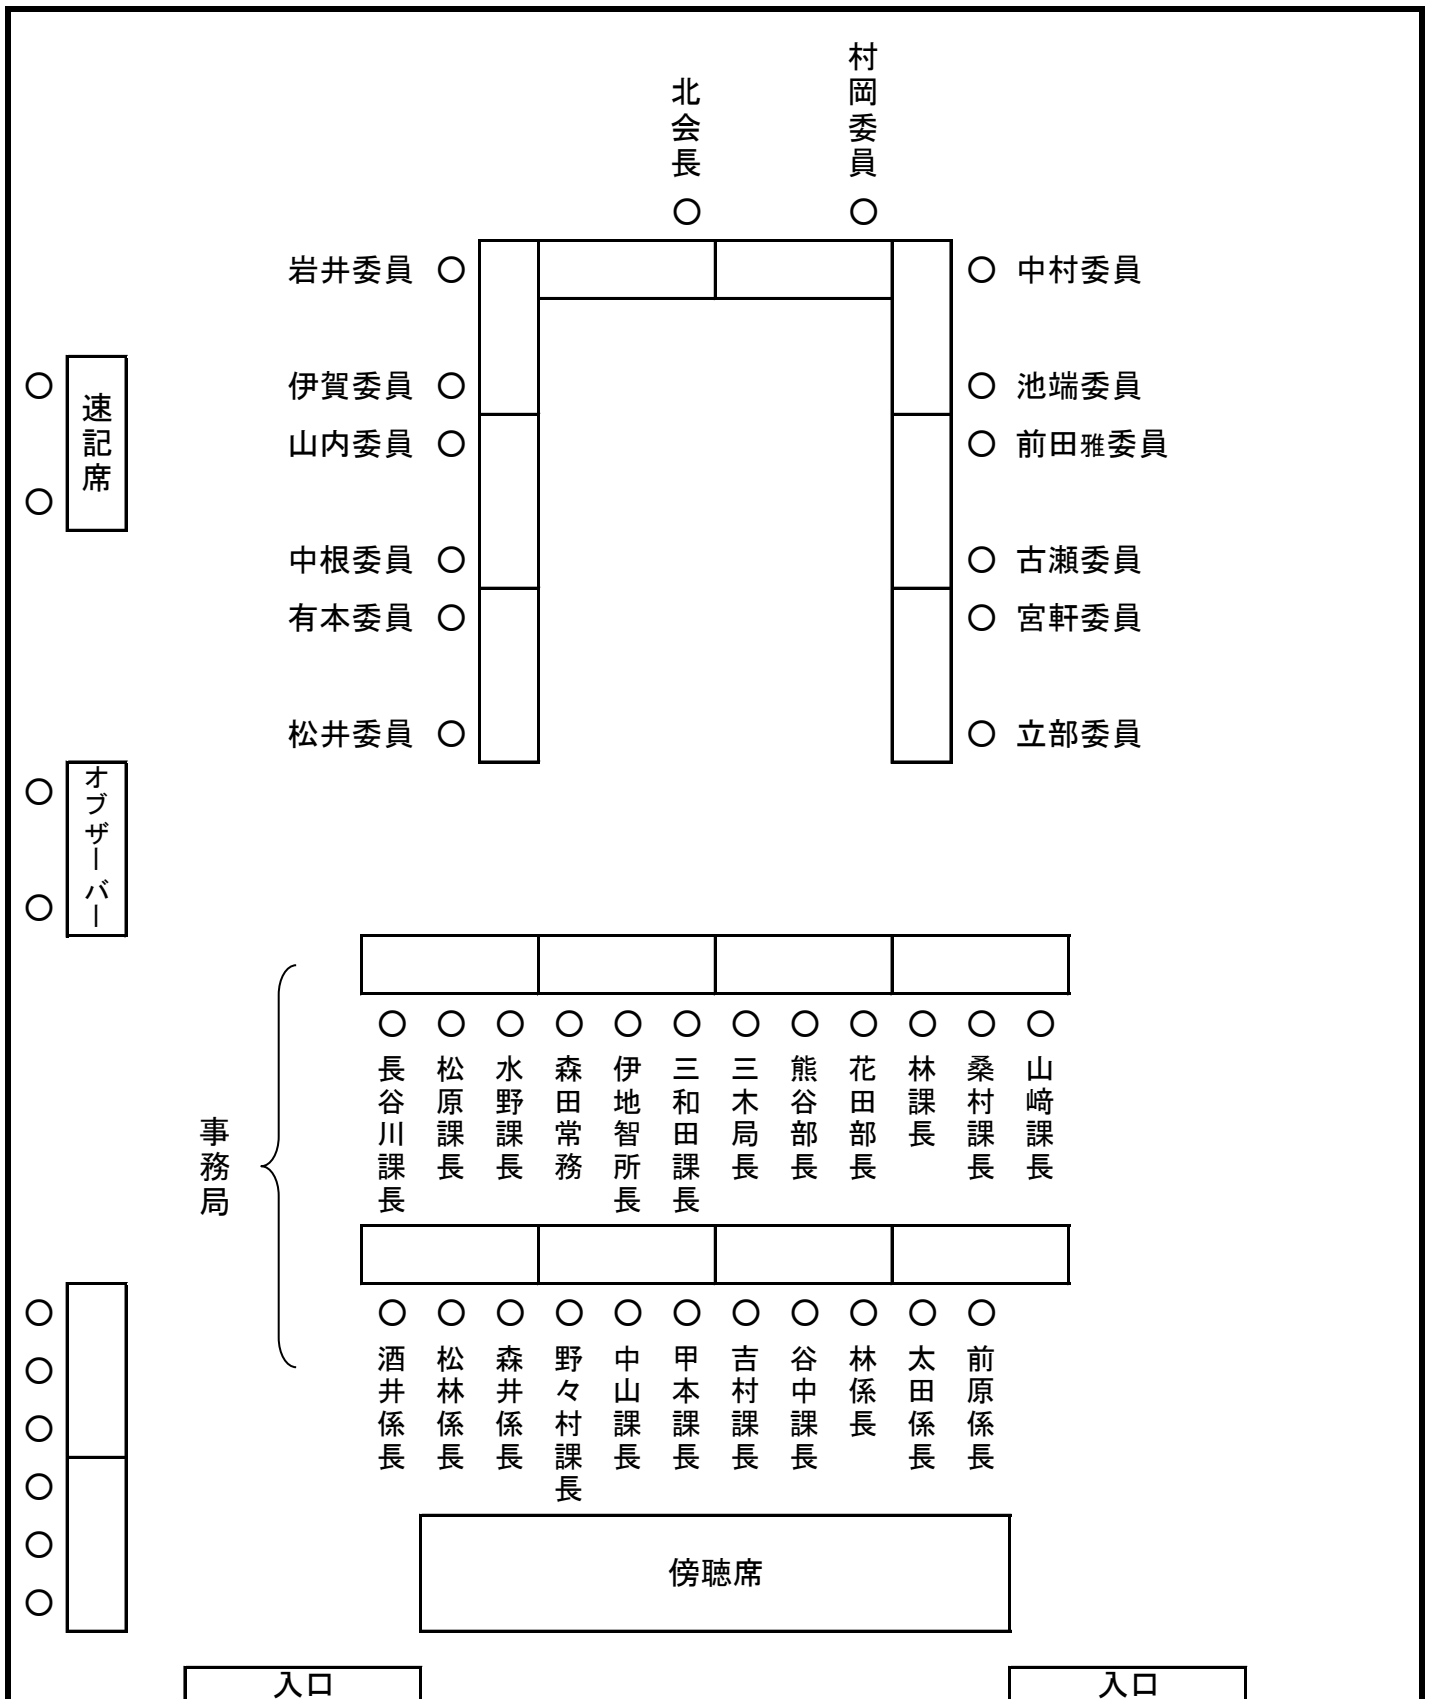 村岡委員
北会長
岩井委員
中村委員
伊賀委員
池端委員
速記席
山内委員
前田雅委員
中根委員
古瀬委員
有本委員
宮軒委員
松井委員
立部委員
オブザーバー
事務局
長谷川課長
松原課長
水野課長
森田常務
伊地智所長
三和田課長
三木局長
熊谷部長
花田部長
林課長
桑村課長
山﨑課長
酒井係長
松林係長
森井係長
野々村課長
中山課長
甲本課長
吉村課長
谷中課長
林係長
太田係長
前原係長
傍聴席
入口
入口